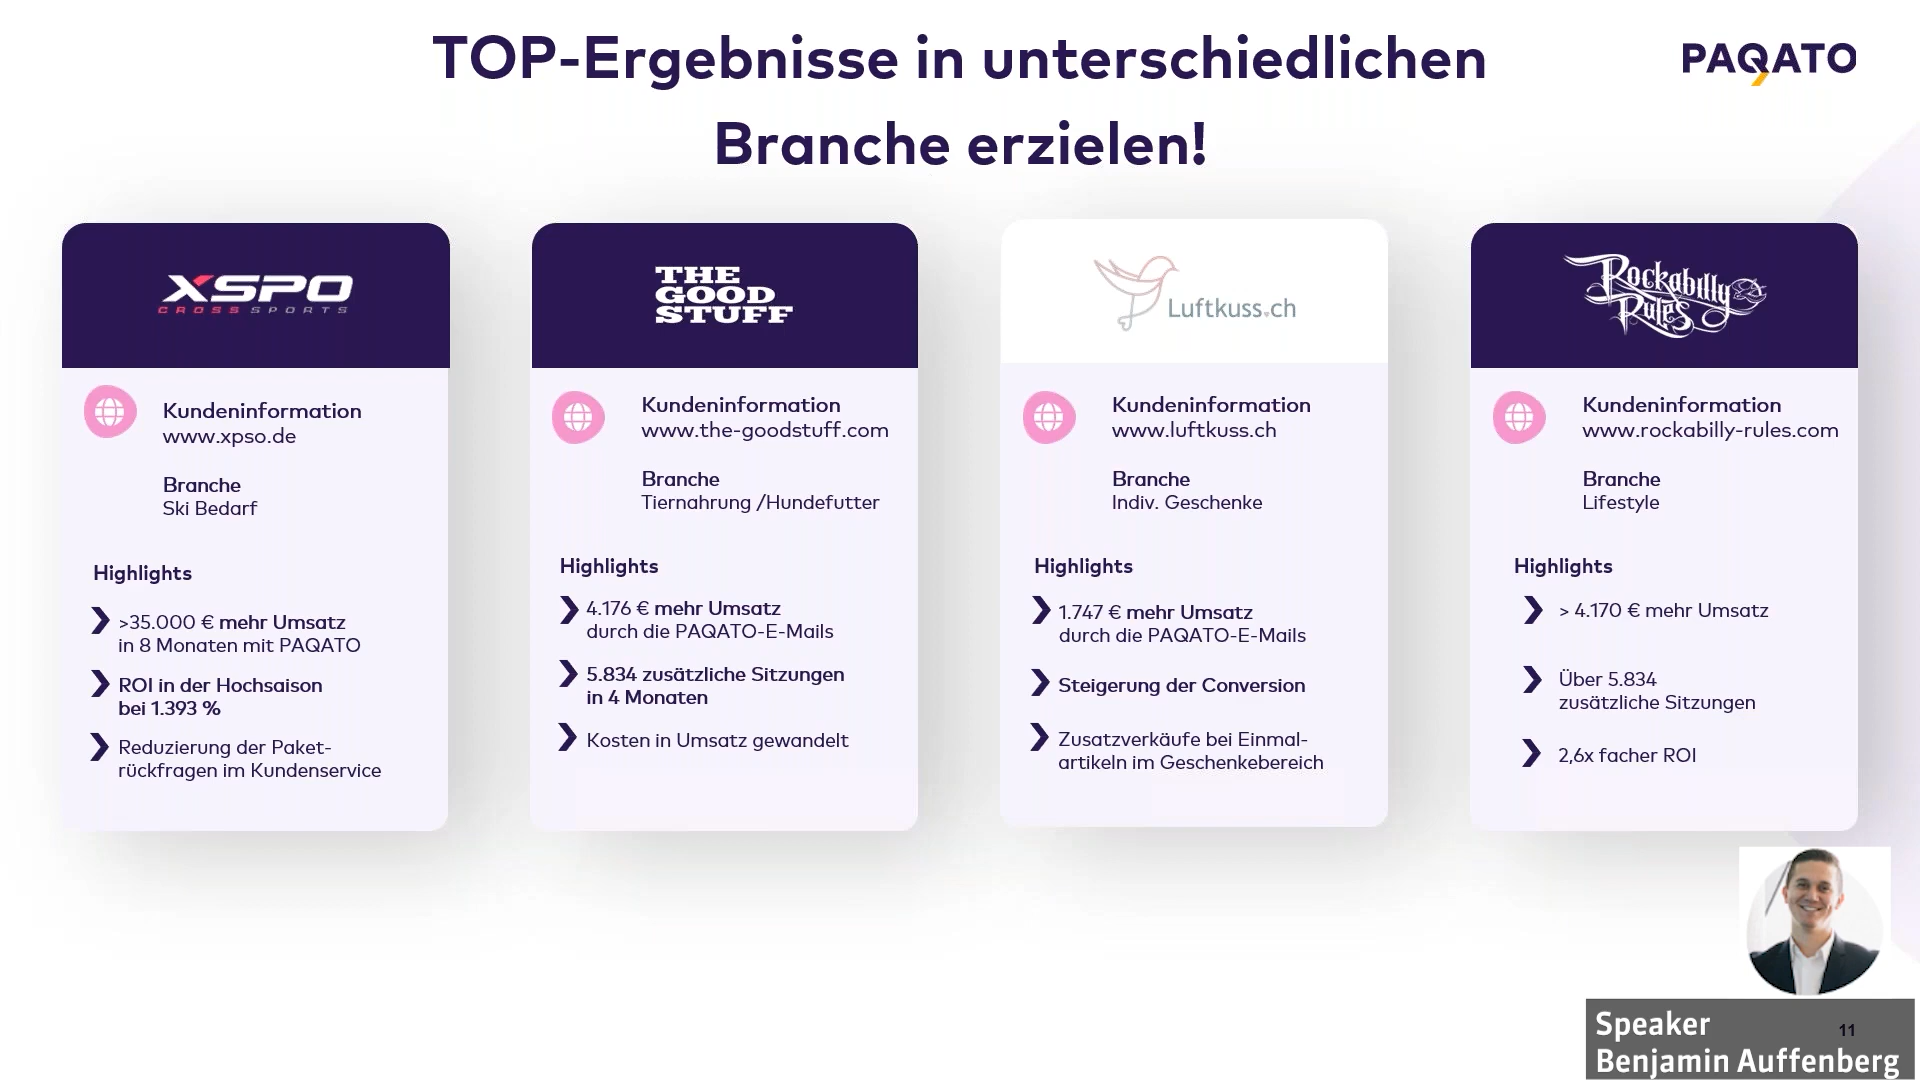 TOP-Ergebnisse in unterschiedlichen
Branche erzielen!
PAQATO
XSPO
CROSS SPORTS
Kundeninformation
www.xpso.de
Branche
Ski Bedarf
Highlights
>35.000 € mehr Umsatz
in 8 Monaten mit PAQATO
ROI in der Hochsaison
bei 1.393 %
Reduzierung der Paket-
rückfragen im Kundenservice
THE
GOOD
STUFF
Kundeninformation
www.the-goodstuff.com
Branche
Tiernahrung /Hundefutter
Highlights
4.176 € mehr Umsatz
durch die PAQATO-E-Mails
5.834 zusätzliche Sitzungen
in 4 Monaten
Kosten in Umsatz gewandelt
Luftkuss.ch
Kundeninformation
www.luftkuss.ch
Branche
Indiv. Geschenke
Highlights
1.747 € mehr Umsatz
durch die PAQATO-E-Mails
Steigerung der Conversion
Zusatzverkäufe bei Einmal-
artikeln im Geschenkebereich
Rockabilly
Rules
Kundeninformation
www.rockabilly-rules.com
Branche
Lifestyle
Highlights
> 4.170 € mehr Umsatz
Über 5.834
zusätzliche Sitzungen
2,6x facher ROI
Speaker
11
Benjamin Auffenberg